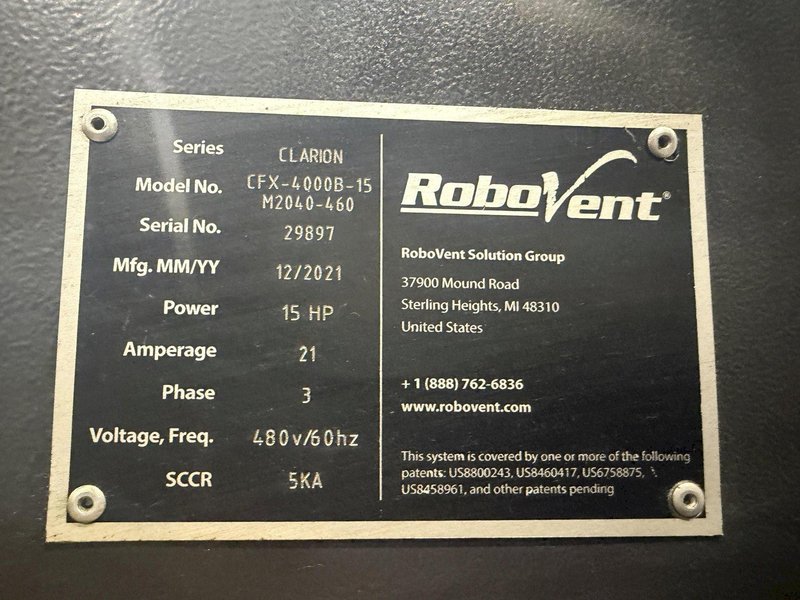 Series CLARION
Model No. CFX-4000B-15
M2040-460
Serial No. 29897
Mfg. MM/YY 12/2021
Power 15 HP
Amperage 21
Phase 3
Voltage, Freq. 480v/60hz
SCCR 5KA
RoboVent®
RoboVent Solution Group
37900 Mound Road
Sterling Heights, MI 48310
United States
+ 1 (888) 762-6836
www.robovent.com
This system is covered by one or more of the following
patents: US8800243, US8460417, US6758875,
US8458961, and other patents pending